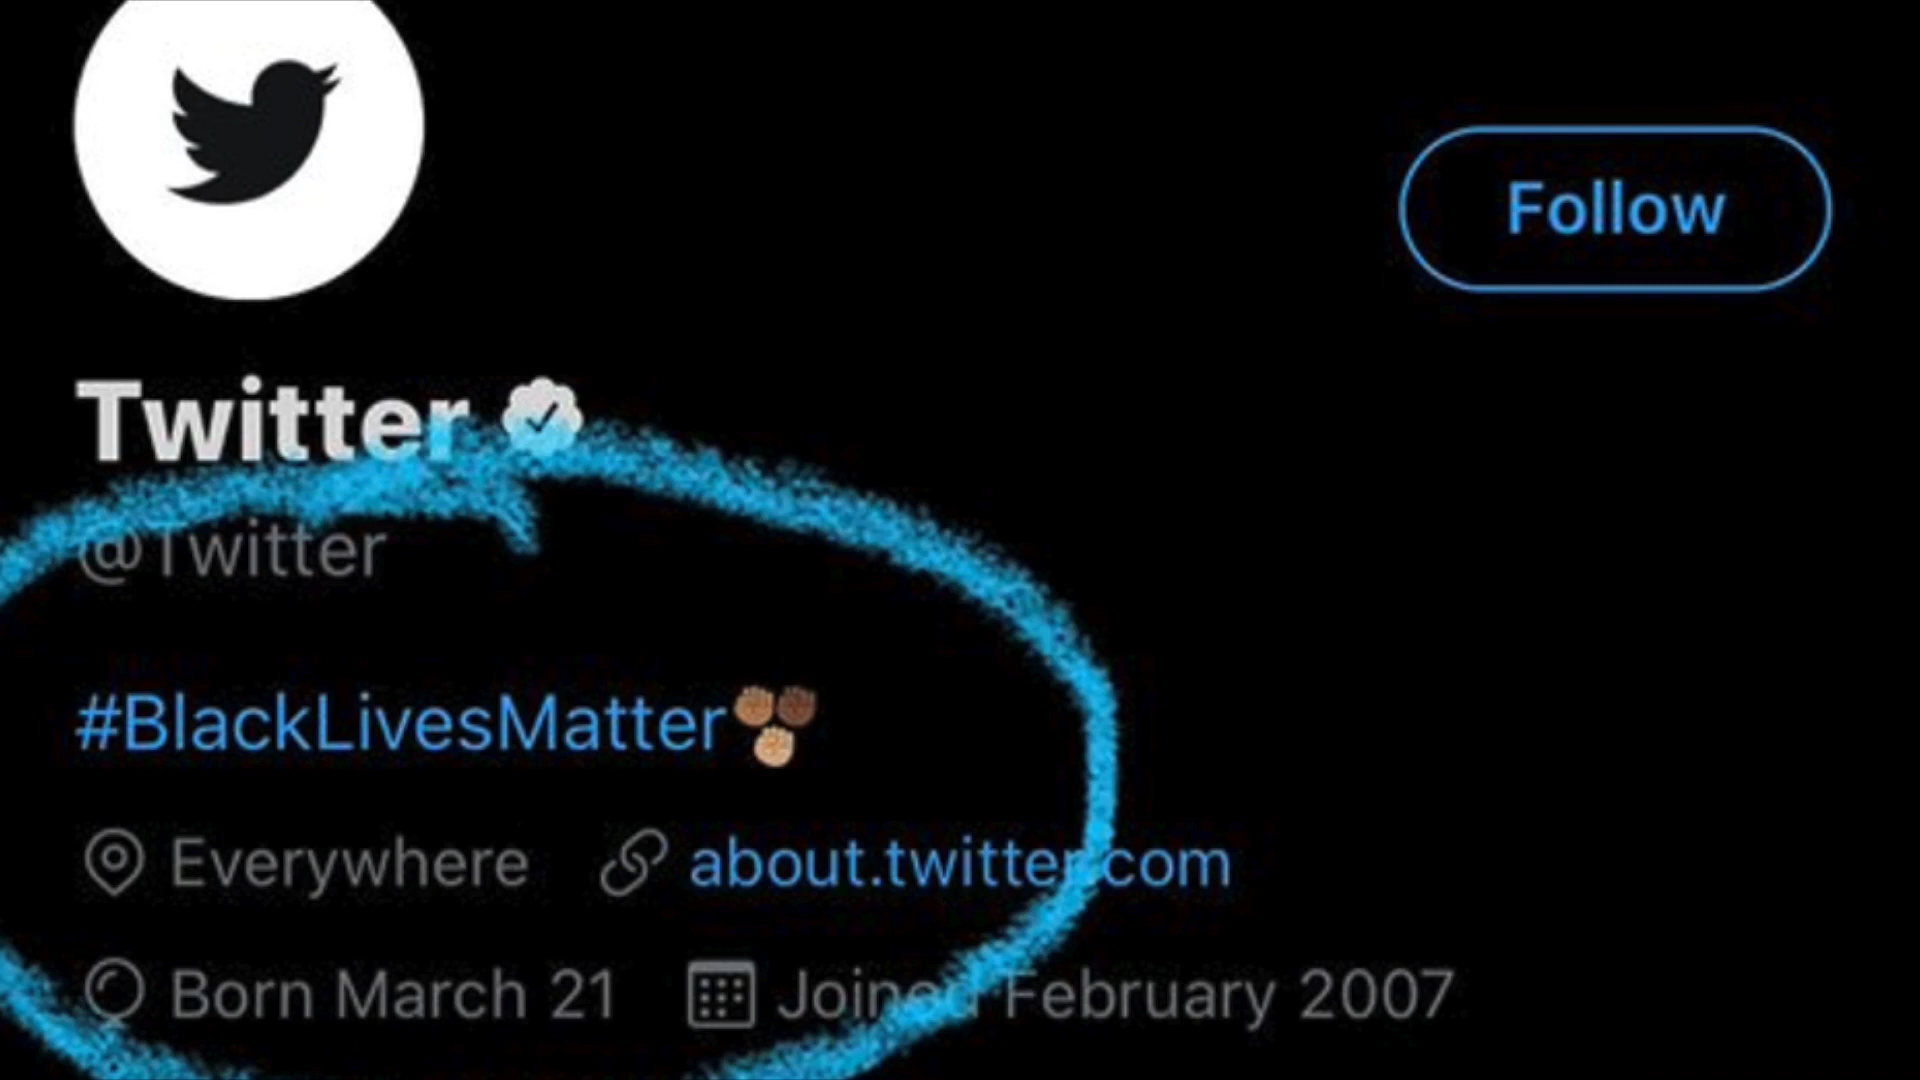 Follow
Twitter
@Twitter
#BlackLivesMatter✊🏽✊🏿✊🏼
Everywhere about.twitter.com
Born March 21 Joined February 2007